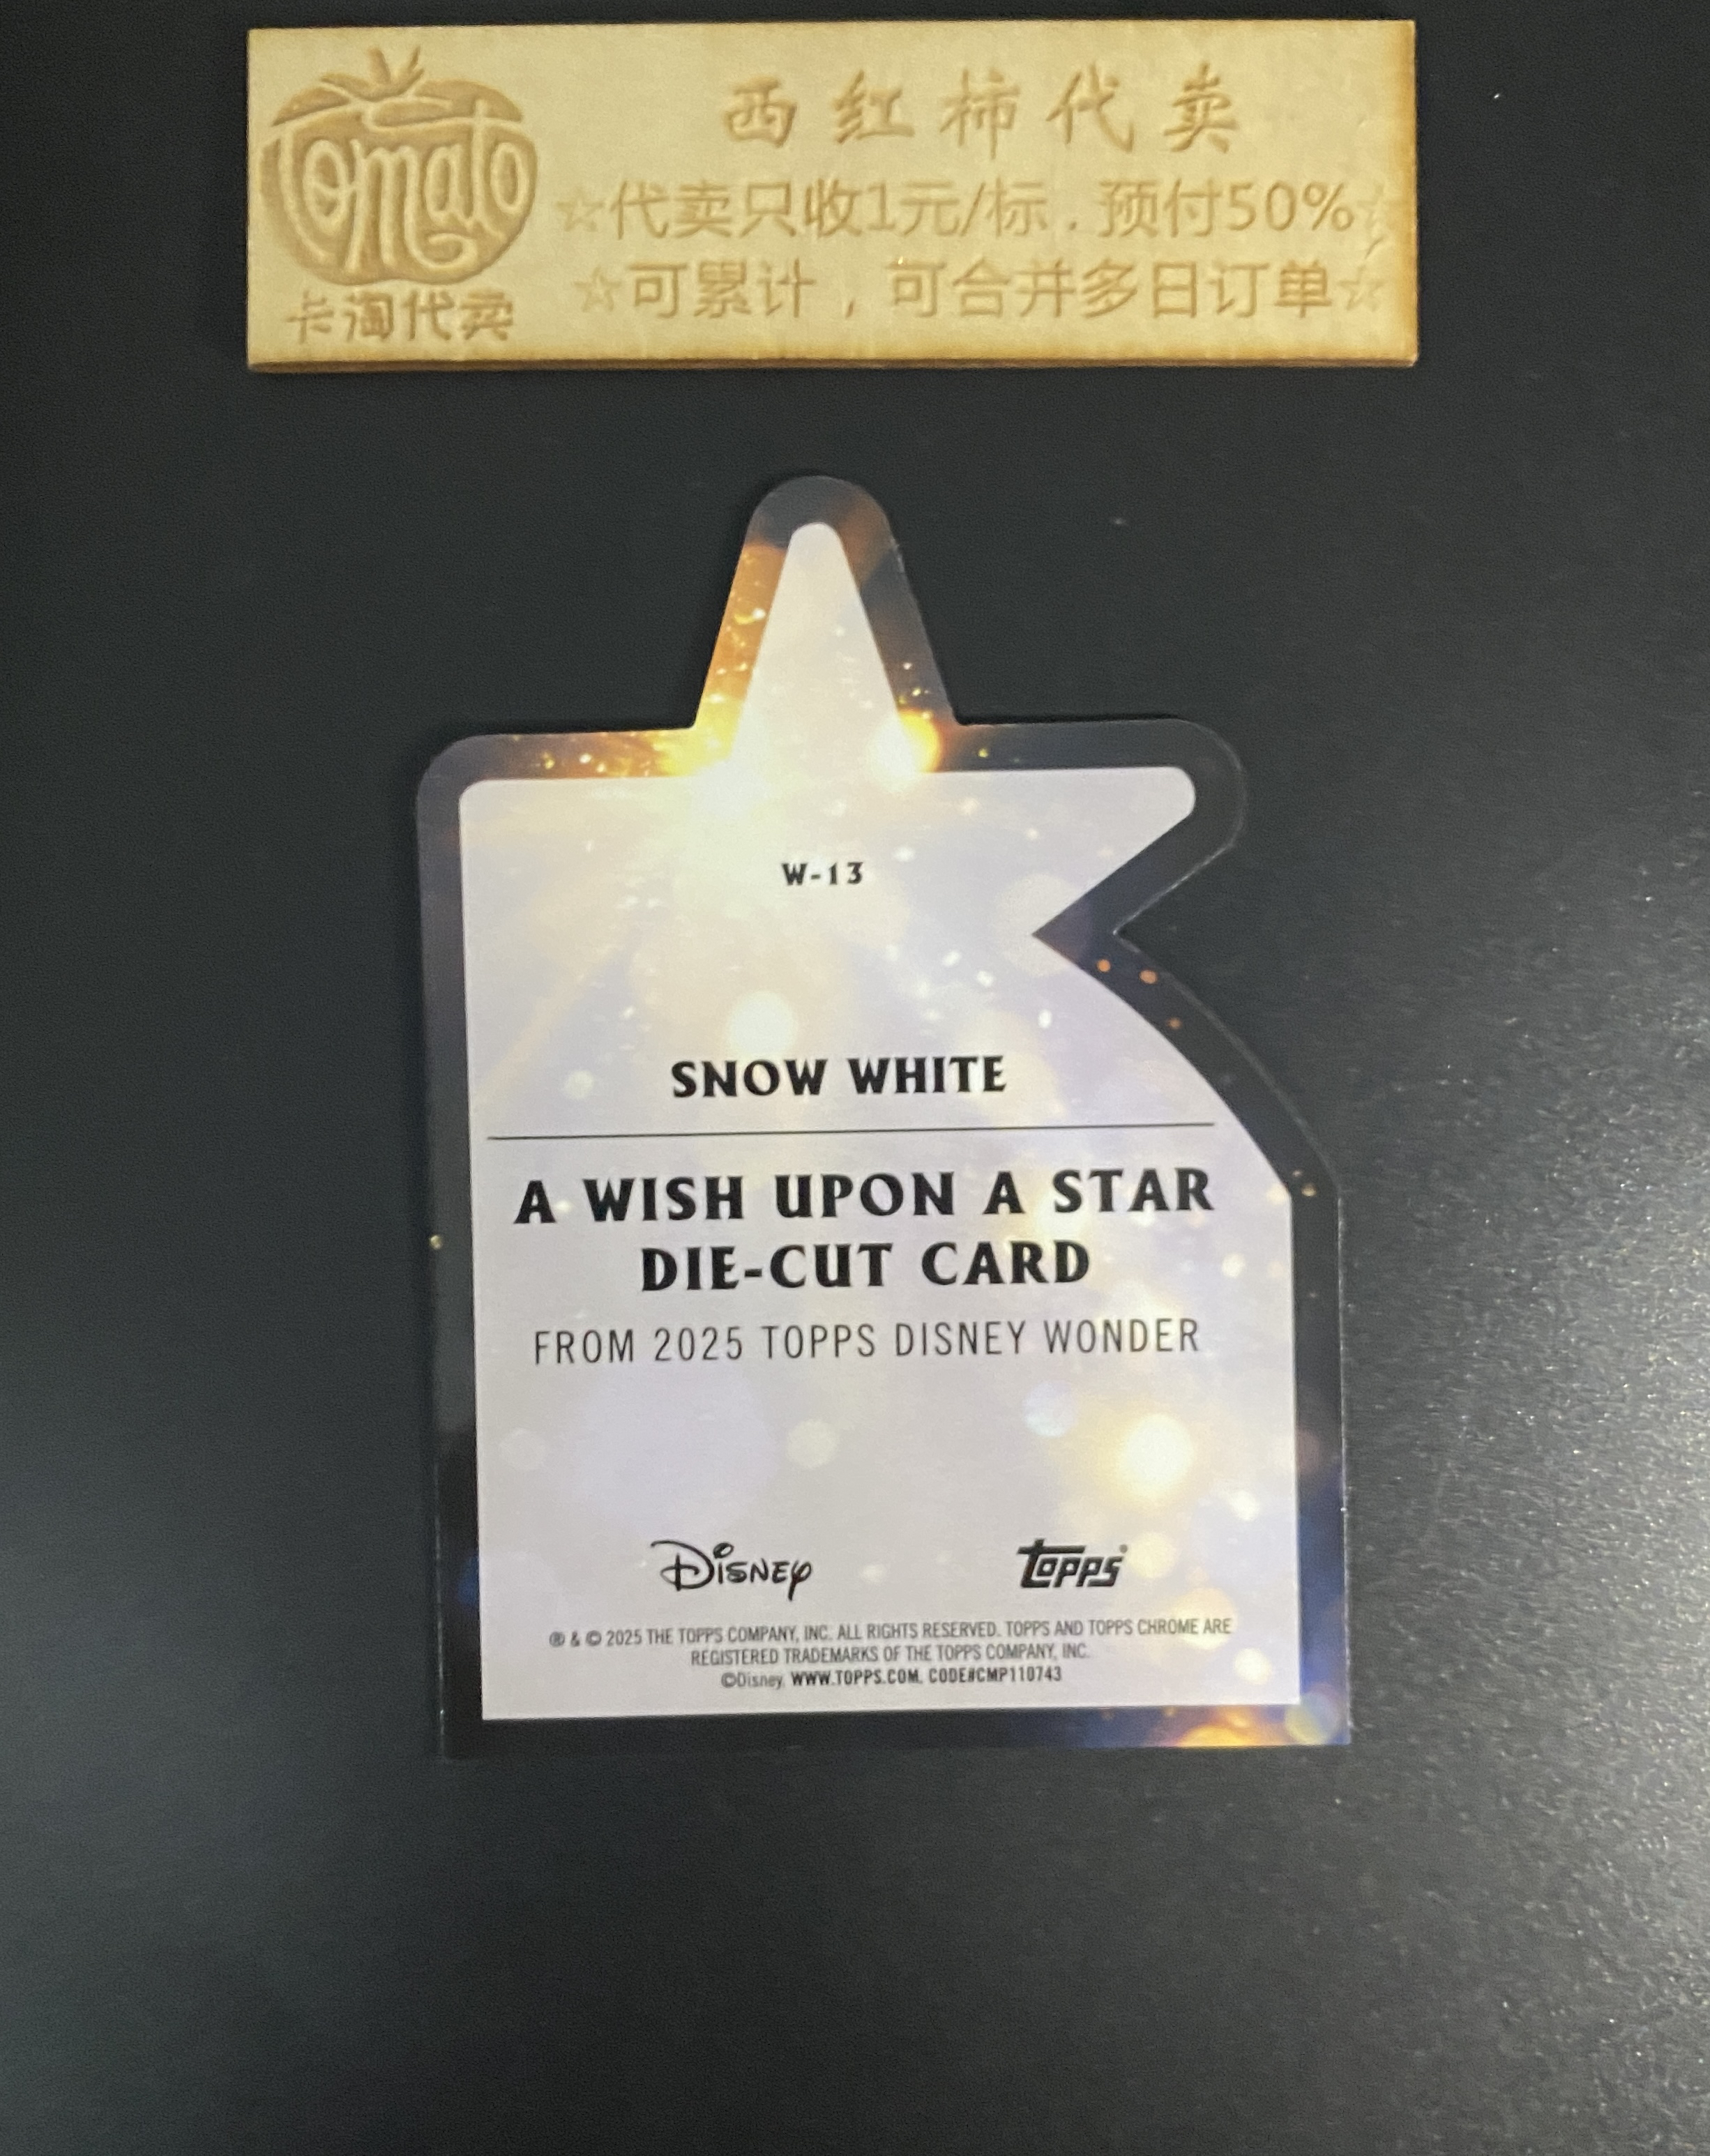 Tomato
卡淘代卖
西红柿代卖
☆代卖只收1元/标.预付50%☆
☆可累计，可合并多日订单☆
W-13
SNOW WHITE
A WISH UPON A STAR
DIE-CUT CARD
FROM 2025 TOPPS DISNEY WONDER
Disney
topps®
® & © 2025 THE TOPPS COMPANY, INC. ALL RIGHTS RESERVED. TOPPS AND TOPPS CHROME ARE
REGISTERED TRADEMARKS OF THE TOPPS COMPANY, INC.
©Disney. WWW.TOPPS.COM. CODE#CMP110743